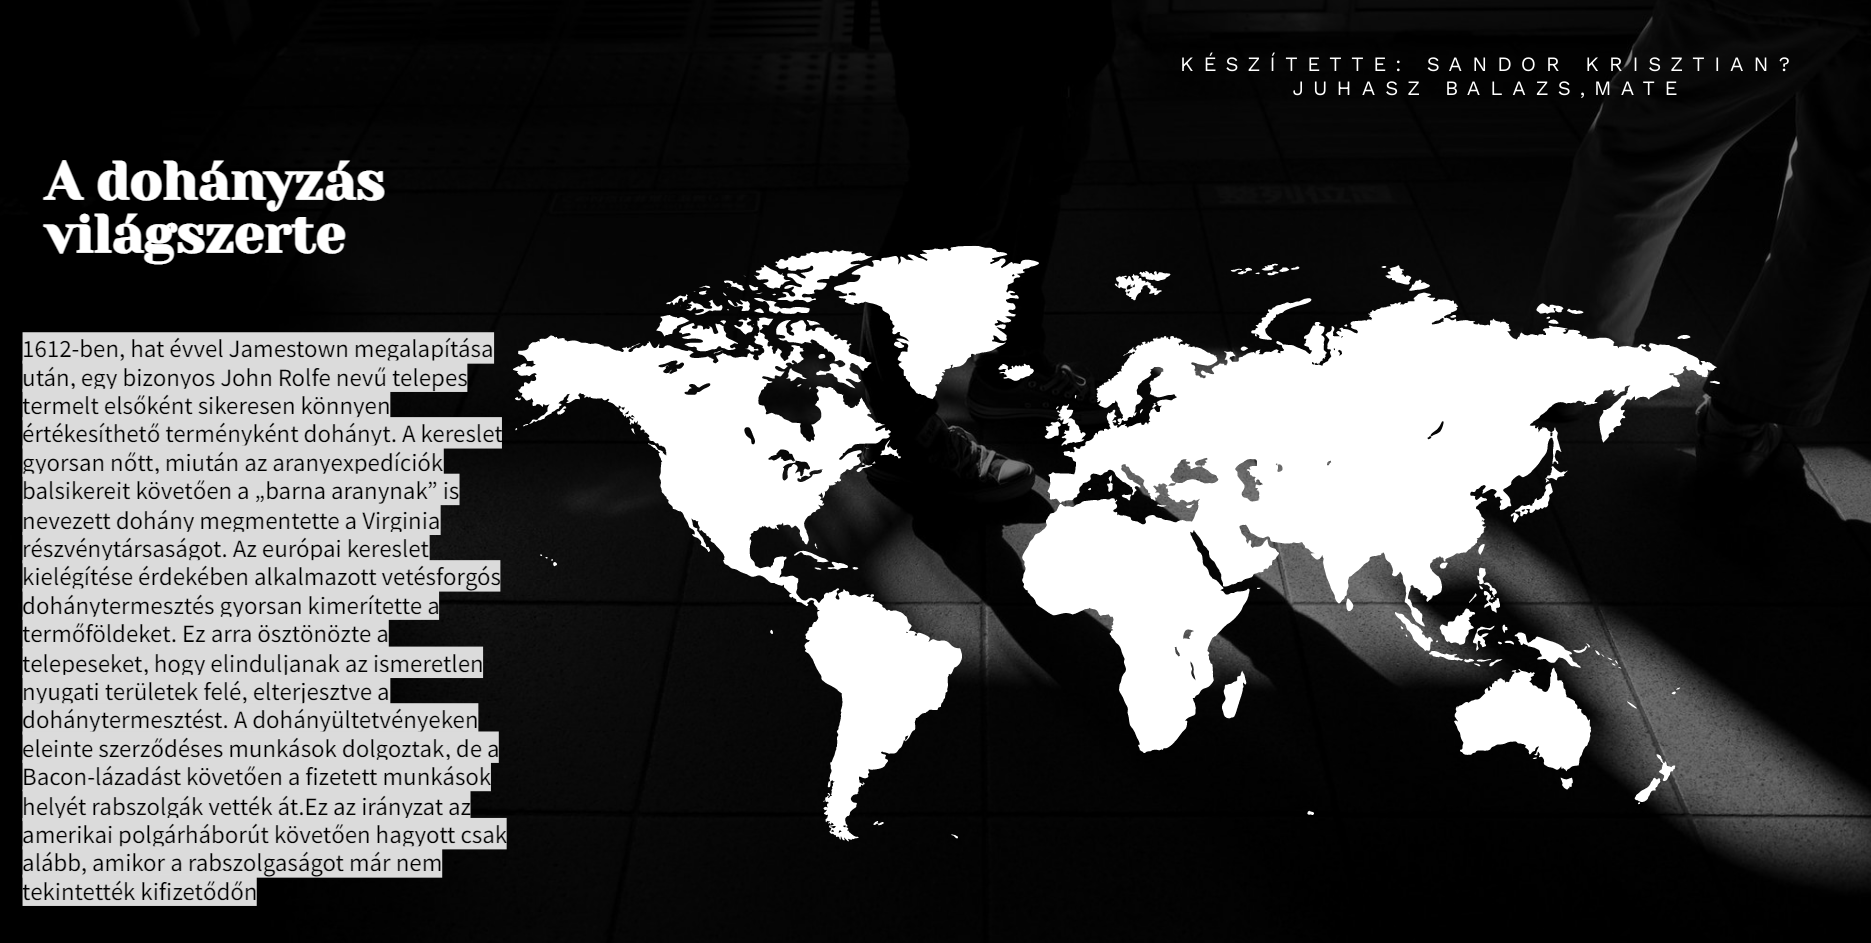 KÉSZÍTETTE: SANDOR KRISZTIAN?
JUHASZ BALAZS,MATE
A dohányzás
világszerte
1612-ben, hat évvel Jamestown megalapítása
után, egy bizonyos John Rolfe nevű telepes
termelt elsőként sikeresen könnyen
értékesíthető terményként dohányt. A kereslet
gyorsan nőtt, miután az aranyexpedíciók
balsikereit követően a „barna aranynak” is
nevezett dohány megmentette a Virginia
részvénytársaságot. Az európai kereslet
kielégítése érdekében alkalmazott vetésforgós
dohánytermesztés gyorsan kimerítette a
termőföldeket. Ez arra ösztönözte a
telepeseket, hogy elinduljanak az ismeretlen
nyugati területek felé, elterjesztve a
dohánytermesztést. A dohányültetvényeken
eleinte szerződéses munkások dolgoztak, de a
Bacon-lázadást követően a fizetett munkások
helyét rabszolgák vették át.Ez az irányzat az
amerikai polgárháborút követően hagyott csak
alább, amikor a rabszolgaságot már nem
tekintették kifizetődőn